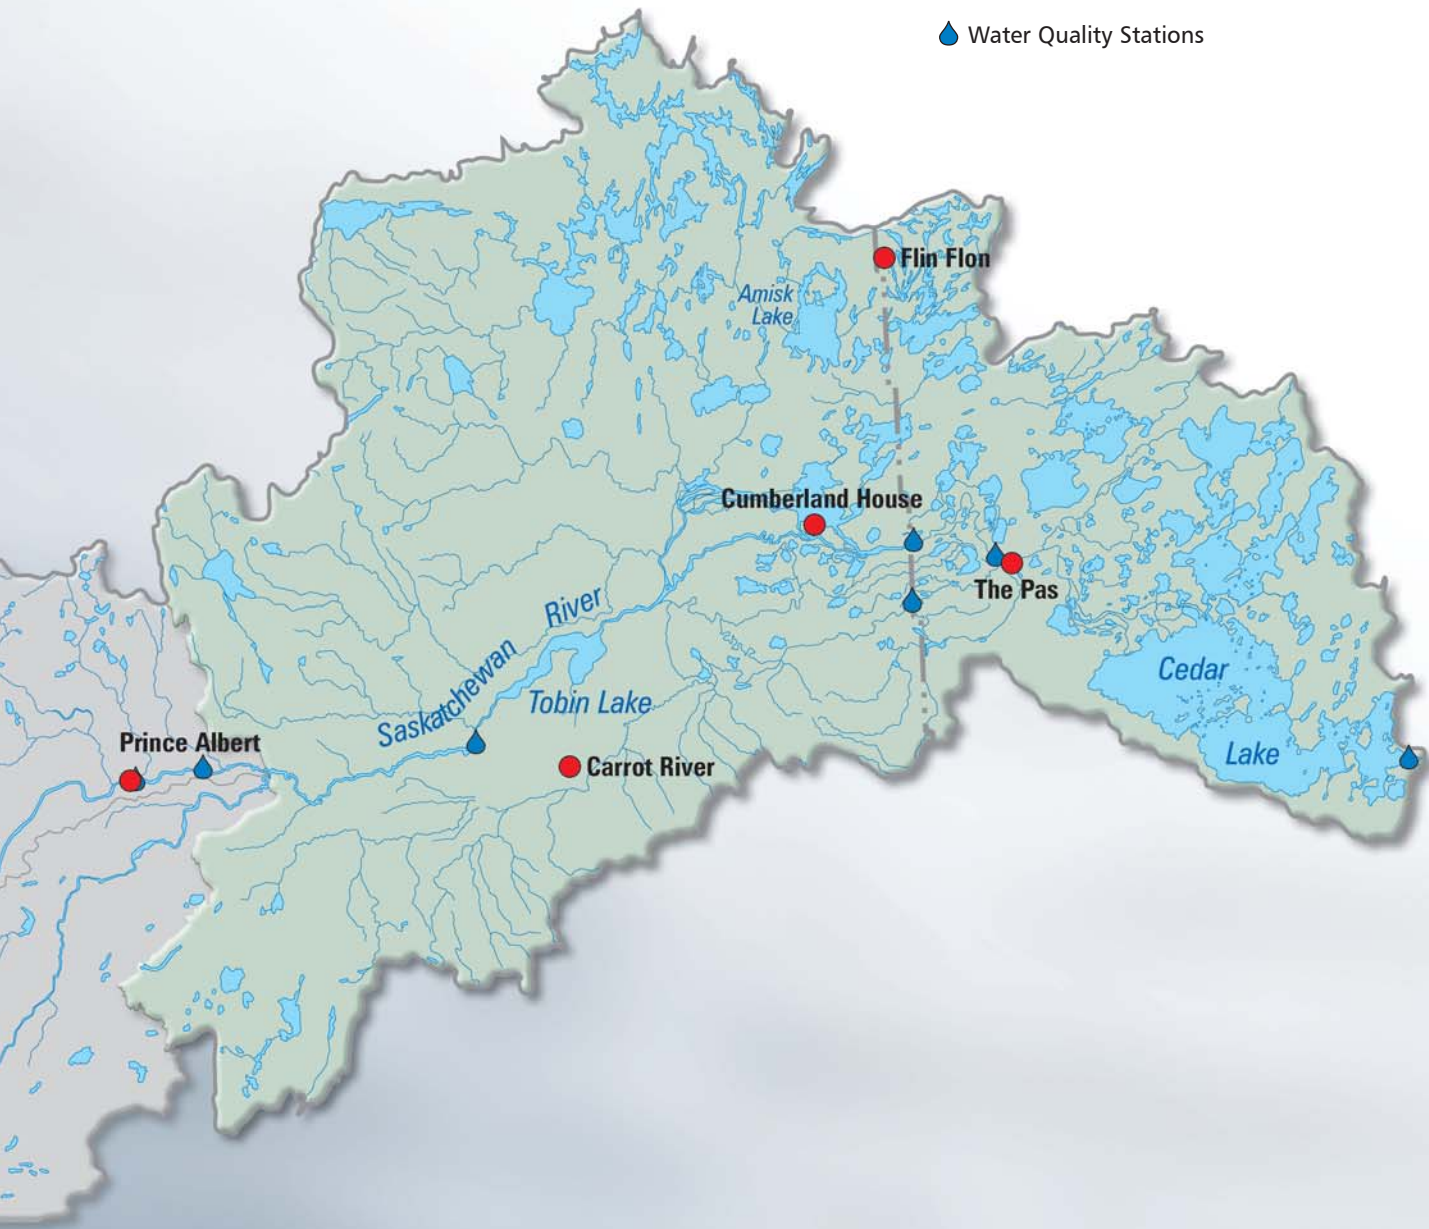 Water Quality Stations
Flin Flon
Amisk
Lake
Cumberland House
The Pas
Saskatchewan River
Cedar
Lake
Tobin Lake
Prince Albert
Carrot River